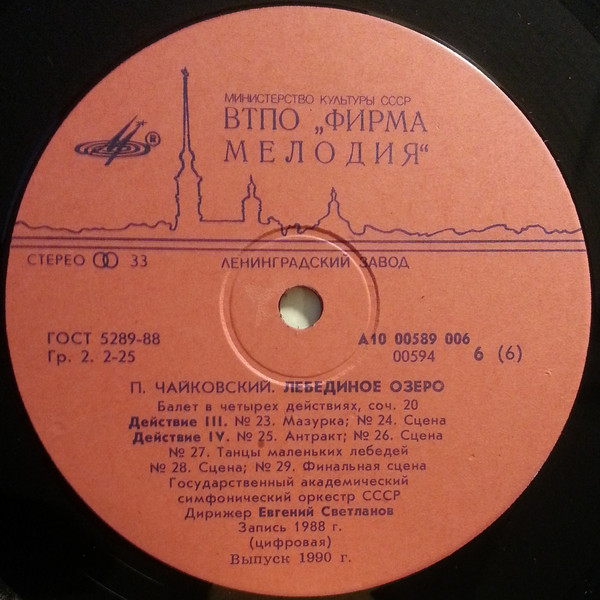 МИНИСТЕРСТВО КУЛЬТУРЫ СССР
ВТПО „ФИРМА
МЕЛОДИЯ“
®
СТЕРЕО 33
ЛЕНИНГРАДСКИЙ ЗАВОД
ГОСТ 5289-88
Гр. 2. 2-25
А10 00589 006
00594 6 (6)
П. ЧАЙКОВСКИЙ. ЛЕБЕДИНОЕ ОЗЕРО
Балет в четырех действиях, соч. 20
Действие III. № 23. Мазурка; № 24. Сцена
Действие IV. № 25. Антракт; № 26. Сцена
№ 27. Танцы маленьких лебедей
№ 28. Сцена; № 29. Финальная сцена
Государственный академический
симфонический оркестр СССР
Дирижер Евгений Светланов
Запись 1988 г.
(цифровая)
Выпуск 1990 г.